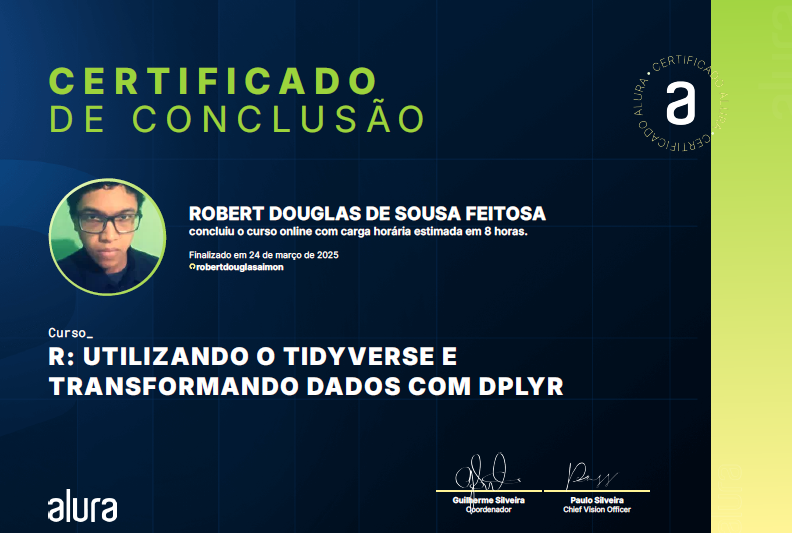 CERTIFICADO
DE CONCLUSÃO
CERTIFICADO ALURA • CERTIFICADO ALURA •
a
ROBERT DOUGLAS DE SOUSA FEITOSA
concluiu o curso online com carga horária estimada em 8 horas.
Finalizado em 24 de março de 2025
robertdouglasaimon
Curso_
R: UTILIZANDO O TIDYVERSE E
TRANSFORMANDO DADOS COM DPLYR
Guilherme Silveira
Coordenador
Paulo Silveira
Chief Vision Officer
alura